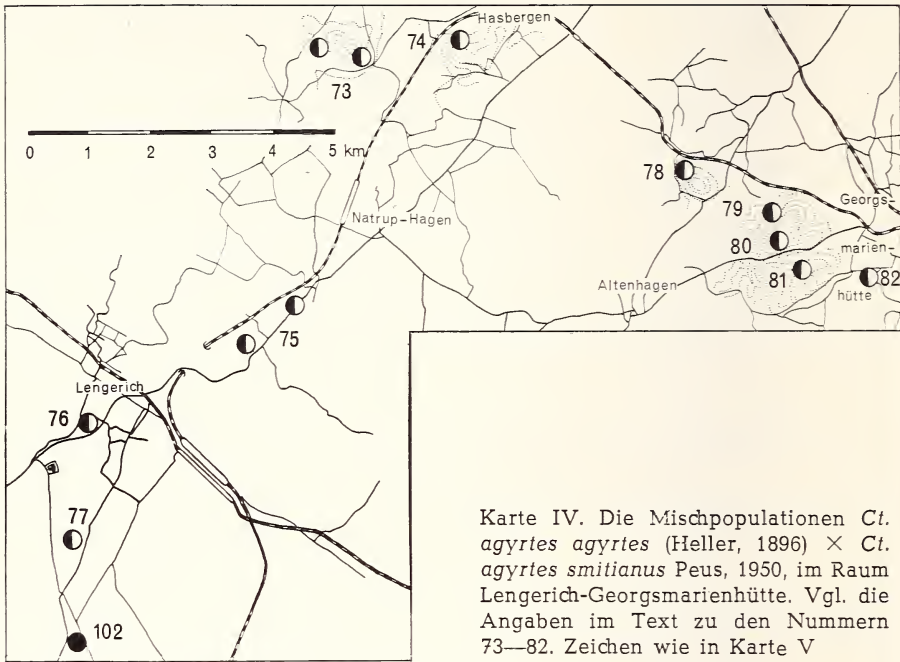 Hasbergen
74
73
0 1 2 3 4 5 km
78
Georgs-
79
Natrup-Hagen
80
marien-
81
82
Altenhagen
hütte
75
Lengerich
76
77
102
Karte IV. Die Mischpopulationen Ct.
agyrtes agyrtes (Heller, 1896) × Ct.
agyrtes smitianus Peus, 1950, im Raum
Lengerich-Georgsmarienhütte. Vgl. die
Angaben im Text zu den Nummern
73—82. Zeichen wie in Karte V